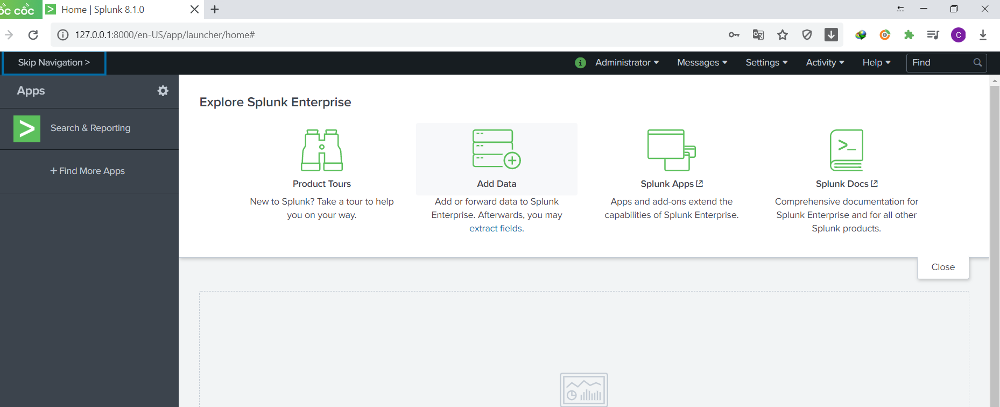 ốc cốc
Home | Splunk 8.1.0
127.0.0.1:8000/en-US/app/launcher/home#
C
Skip Navigation >
i
Administrator
Messages
Settings
Activity
Help
Find
Apps
Search & Reporting
+ Find More Apps
Explore Splunk Enterprise
Product Tours
New to Splunk? Take a tour to help
you on your way.
Add Data
Add or forward data to Splunk
Enterprise. Afterwards, you may
extract fields.
Splunk Apps
Apps and add-ons extend the
capabilities of Splunk Enterprise.
Splunk Docs
Comprehensive documentation for
Splunk Enterprise and for all other
Splunk products.
Close